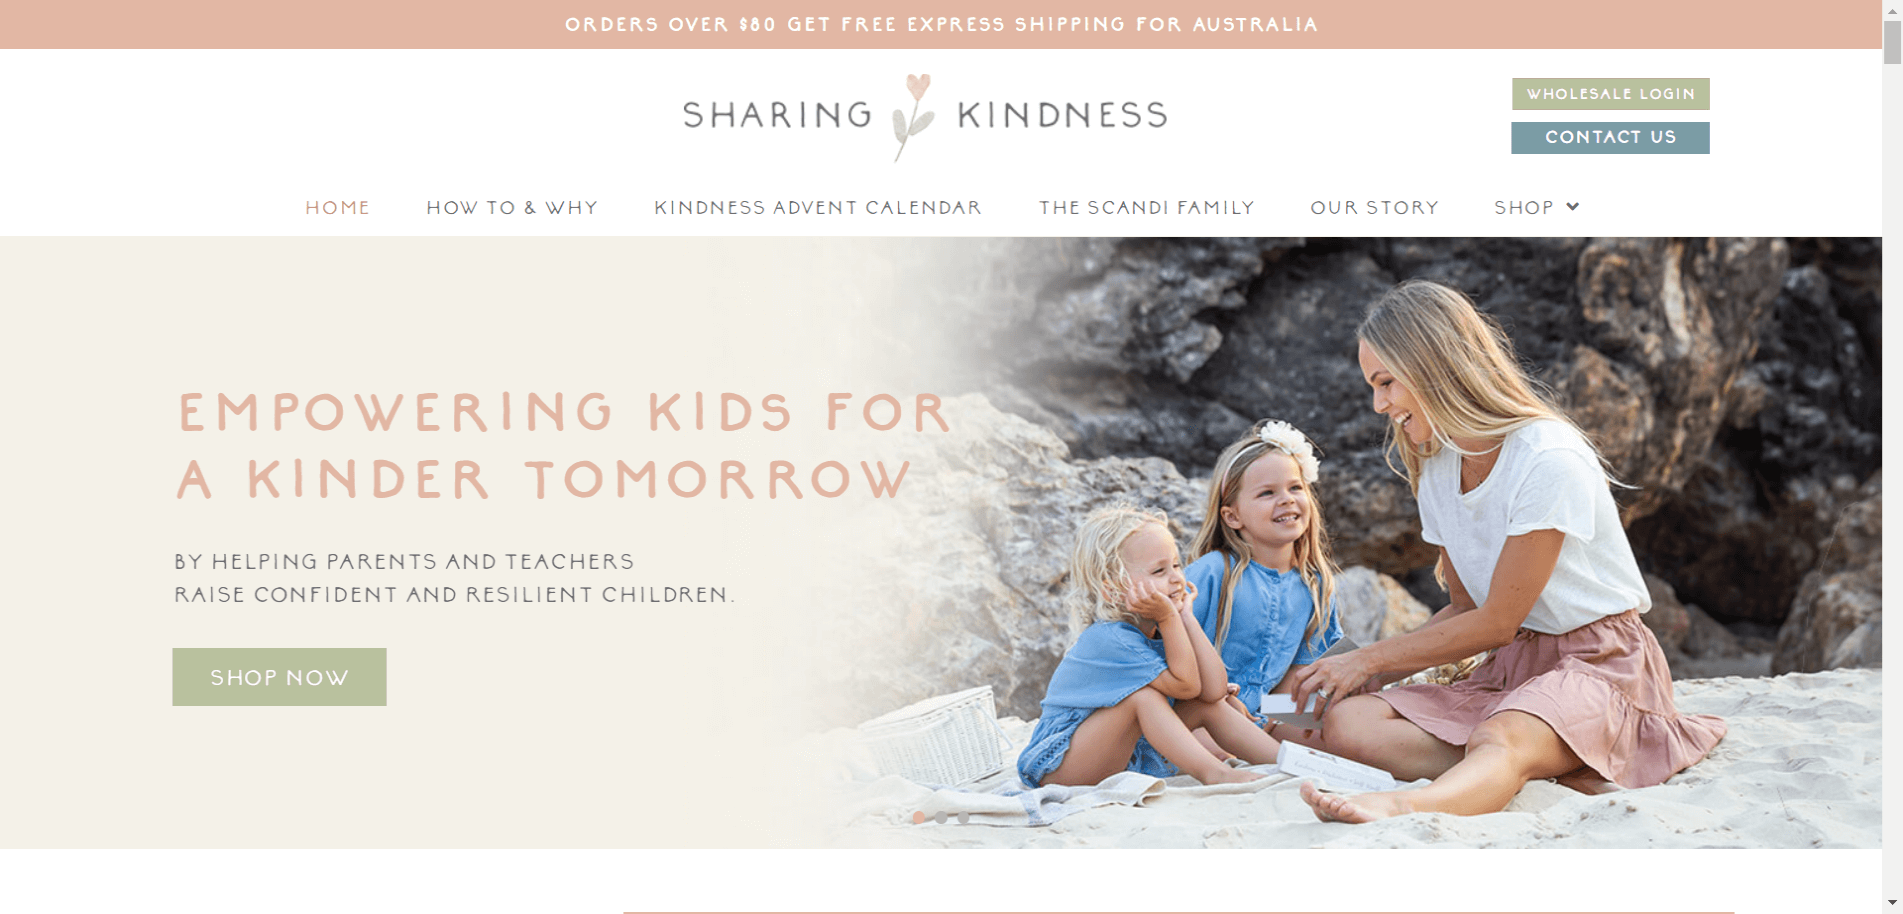 ORDERS OVER $80 GET FREE EXPRESS SHIPPING FOR AUSTRALIA
SHARING KINDNESS
WHOLESALE LOGIN
CONTACT US
HOME HOW TO & WHY KINDNESS ADVENT CALENDAR THE SCANDI FAMILY OUR STORY SHOP
EMPOWERING KIDS FOR
A KINDER TOMORROW
BY HELPING PARENTS AND TEACHERS
RAISE CONFIDENT AND RESILIENT CHILDREN.
SHOP NOW